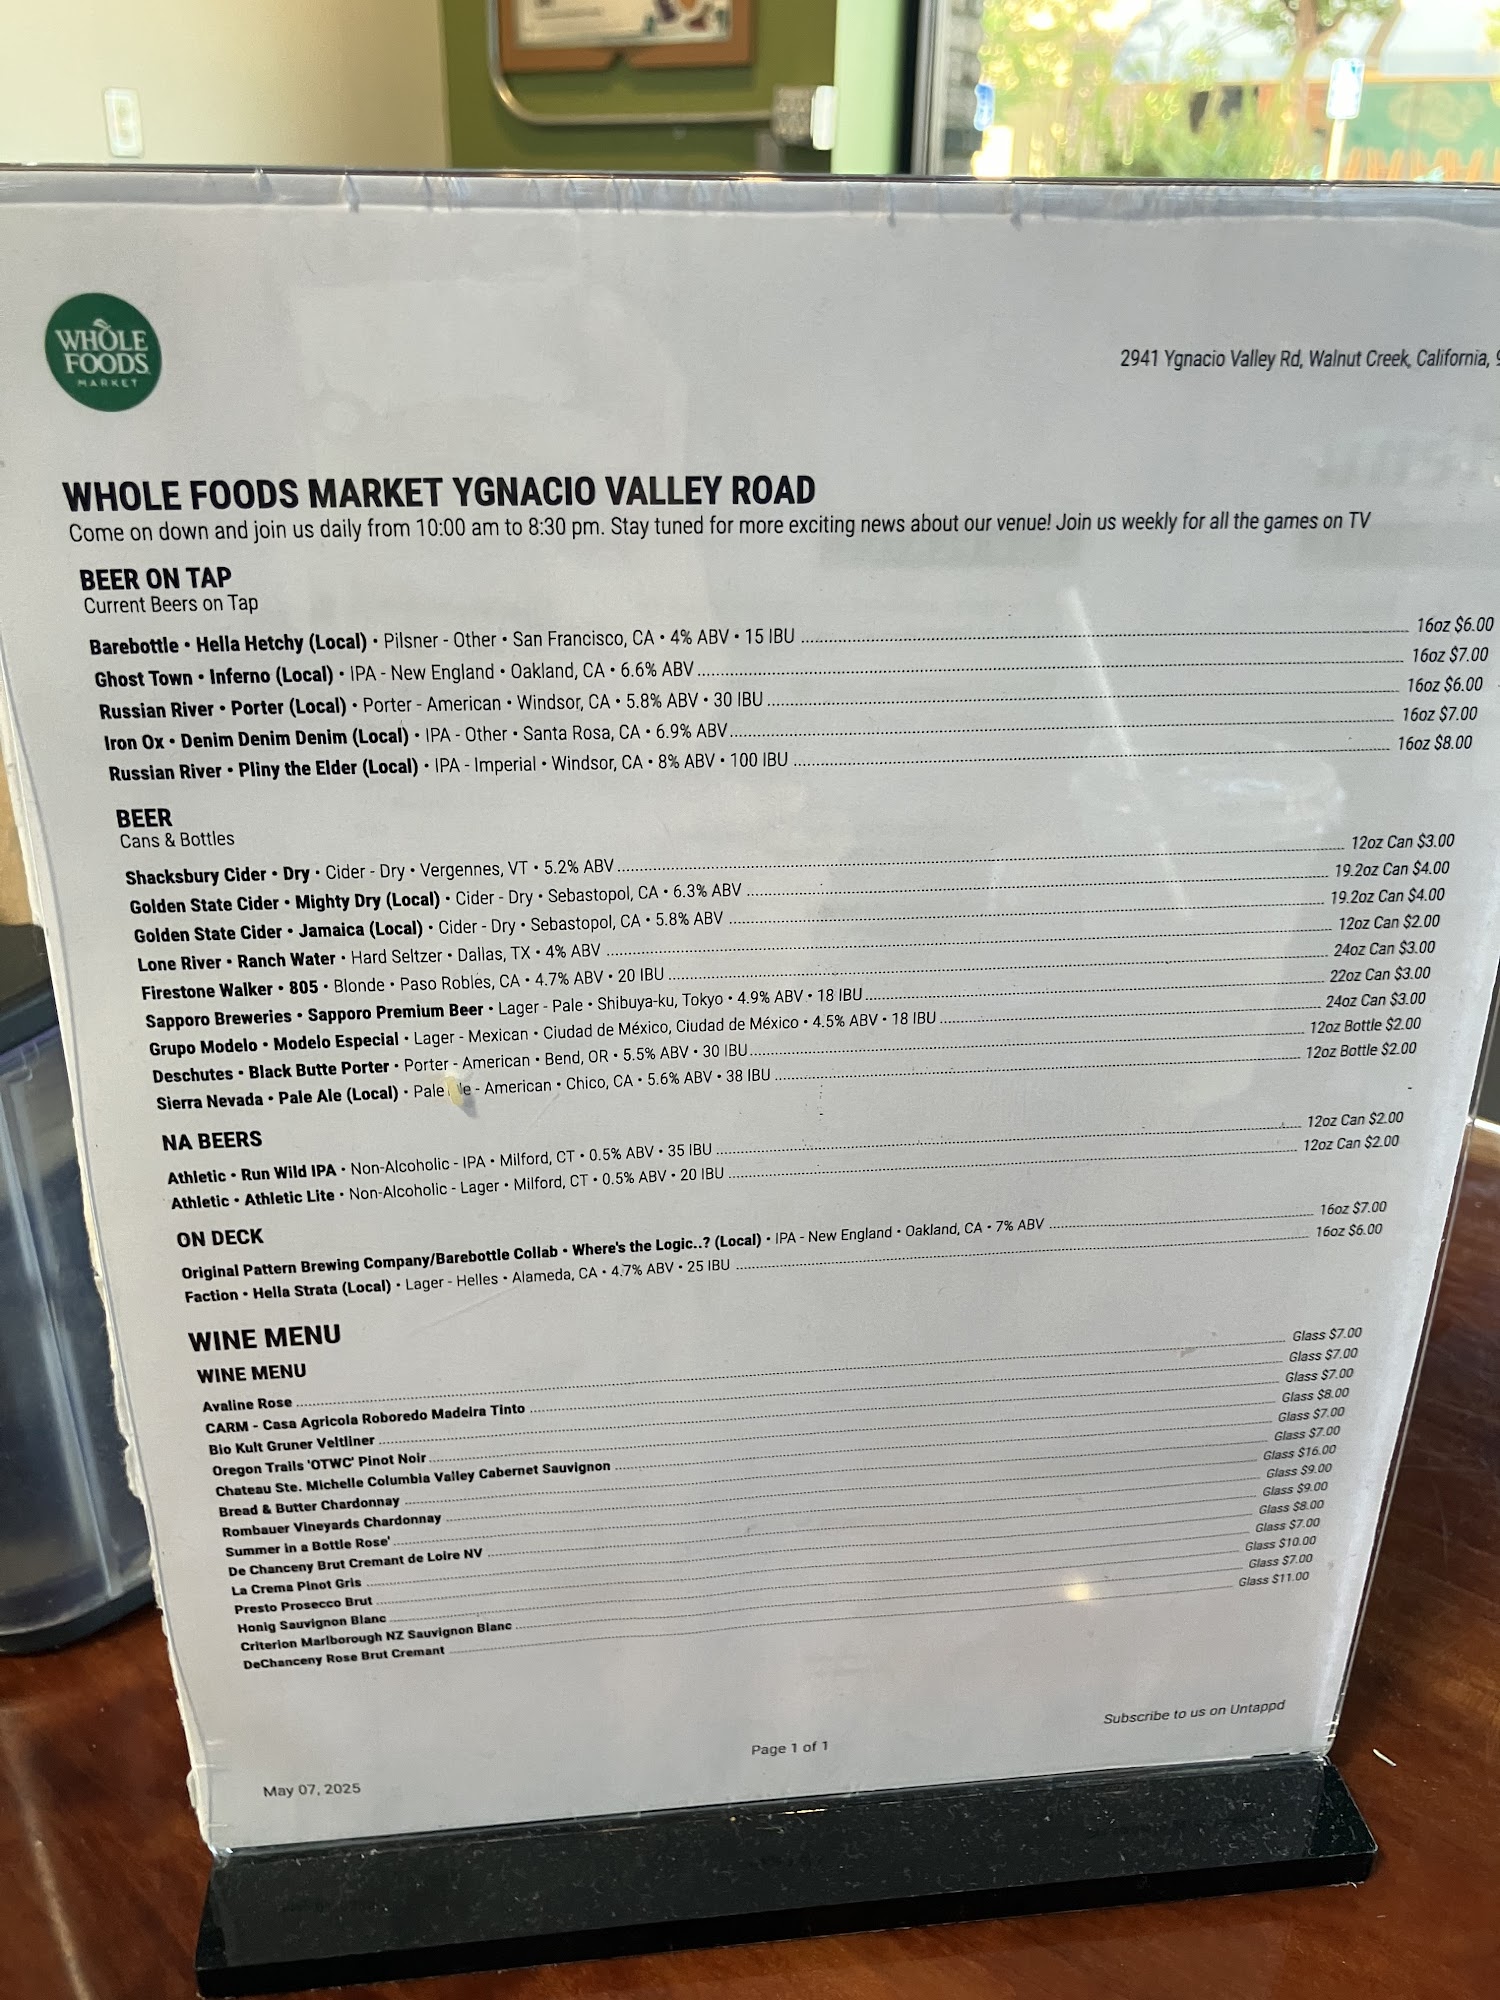 WHOLE
FOODS
MARKET
2941 Ygnacio Valley Rd, Walnut Creek, California,
WHOLE FOODS MARKET YGNACIO VALLEY ROAD
Come on down and join us daily from 10:00 am to 8:30 pm. Stay tuned for more exciting news about our venue! Join us weekly for all the games on TV
BEER ON TAP
Current Beers on Tap
Barebottle • Hella Hetchy (Local) • Pilsner - Other • San Francisco, CA • 4% ABV • 15 IBU 16oz $6.00
Ghost Town • Inferno (Local) • IPA - New England • Oakland, CA • 6.6% ABV 16oz $7.00
Russian River • Porter (Local) • Porter - American • Windsor, CA • 5.8% ABV • 30 IBU 16oz $6.00
Iron Ox • Denim Denim Denim (Local) • IPA - Other • Santa Rosa, CA • 6.9% ABV 16oz $7.00
Russian River • Pliny the Elder (Local) • IPA - Imperial • Windsor, CA • 8% ABV • 100 IBU 16oz $8.00
BEER
Cans & Bottles
Shacksbury Cider • Dry • Cider - Dry • Vergennes, VT • 5.2% ABV 12oz Can $3.00
Golden State Cider • Mighty Dry (Local) • Cider - Dry • Sebastopol, CA • 6.3% ABV 19.2oz Can $4.00
Golden State Cider • Jamaica (Local) • Cider - Dry • Sebastopol, CA • 5.8% ABV 19.2oz Can $4.00
Lone River • Ranch Water • Hard Seltzer • Dallas, TX • 4% ABV 12oz Can $2.00
Firestone Walker • 805 • Blonde • Paso Robles, CA • 4.7% ABV • 20 IBU 24oz Can $3.00
Sapporo Breweries • Sapporo Premium Beer • Lager - Pale • Shibuya-ku, Tokyo • 4.9% ABV • 18 IBU 22oz Can $3.00
Grupo Modelo • Modelo Especial • Lager - Mexican • Ciudad de México, Ciudad de México • 4.5% ABV • 18 IBU 24oz Can $3.00
Deschutes • Black Butte Porter • Porter - American • Bend, OR • 5.5% ABV • 30 IBU 12oz Bottle $2.00
Sierra Nevada • Pale Ale (Local) • Pale - American • Chico, CA • 5.6% ABV • 38 IBU 12oz Bottle $2.00
NA BEERS
Athletic • Run Wild IPA • Non-Alcoholic - IPA • Milford, CT • 0.5% ABV • 35 IBU 12oz Can $2.00
Athletic • Athletic Lite • Non-Alcoholic - Lager • Milford, CT • 0.5% ABV • 20 IBU 12oz Can $2.00
ON DECK
Original Pattern Brewing Company/Barebottle Collab • Where's the Logic..? (Local) • IPA - New England • Oakland, CA • 7% ABV 16oz $7.00
Faction • Hella Strata (Local) • Lager - Helles • Alameda, CA • 4.7% ABV • 25 IBU 16oz $6.00
WINE MENU
WINE MENU
Avaline Rose Glass $7.00
CARM - Casa Agricola Roboredo Madeira Tinto Glass $7.00
Bio Kult Gruner Veltliner Glass $7.00
Oregon Trails 'OTWC' Pinot Noir Glass $8.00
Chateau Ste. Michelle Columbia Valley Cabernet Sauvignon Glass $7.00
Bread & Butter Chardonnay Glass $7.00
Rombauer Vineyards Chardonnay Glass $16.00
Summer in a Bottle Rose' Glass $9.00
De Chanceny Brut Cremant de Loire NV Glass $9.00
La Crema Pinot Gris Glass $8.00
Presto Prosecco Brut Glass $7.00
Honig Sauvignon Blanc Glass $10.00
Criterion Marlborough NZ Sauvignon Blanc Glass $7.00
DeChanceny Rose Brut Cremant Glass $11.00
Subscribe to us on Untappd
Page 1 of 1
May 07, 2025